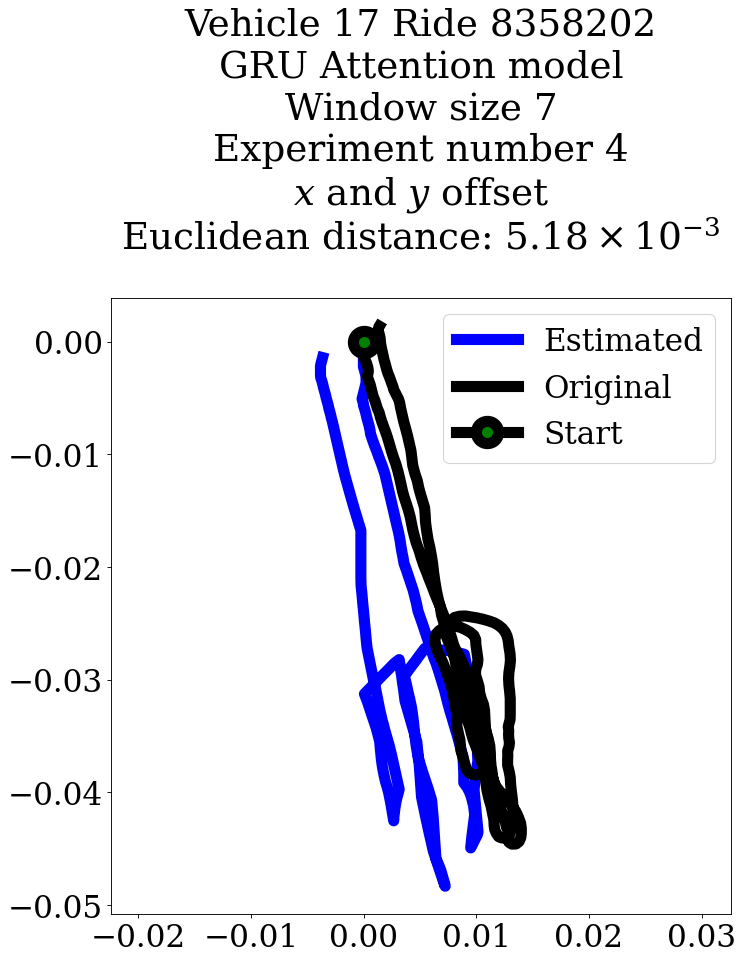 Vehicle 17 Ride 8358202
GRU Attention model
Window size 7
Experiment number 4
x and y offset
Euclidean distance: 5.18 × 10⁻³
Estimated
Original
Start
0.00
−0.01
−0.02
−0.03
−0.04
−0.05
−0.02 −0.01 0.00 0.01 0.02 0.03